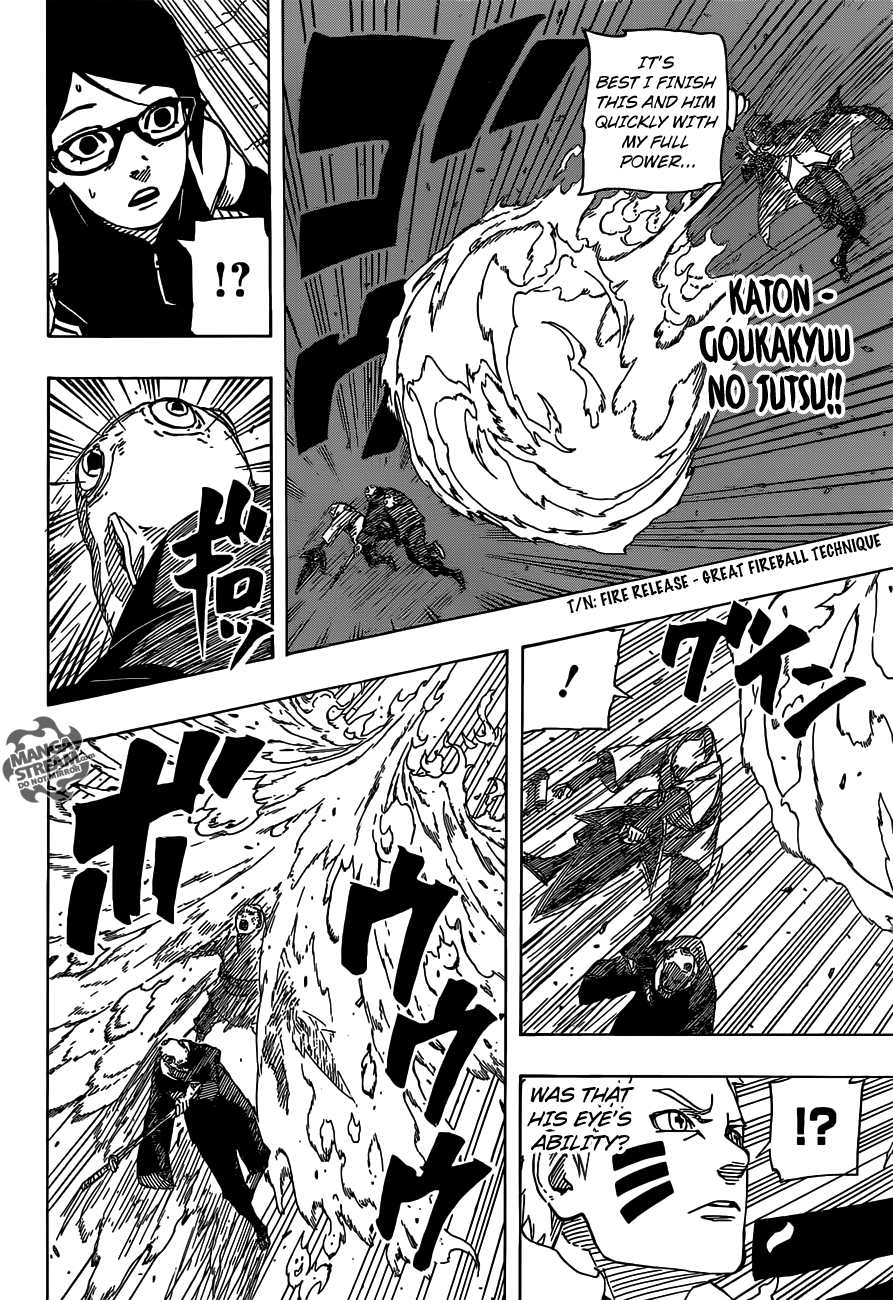 IT'S
BEST I FINISH
THIS AND HIM
QUICKLY WITH
MY FULL
POWER...
KATON -
GOUKAKYUU
NO JUTSU!!
T/N: FIRE RELEASE - GREAT FIREBALL TECHNIQUE
!?
ギロッ
グイン
!
!?
WAS THAT
HIS EYE'S
ABILITY?
ボウウウ
MANGA
STREAM.com
DO NOT MIRROR!